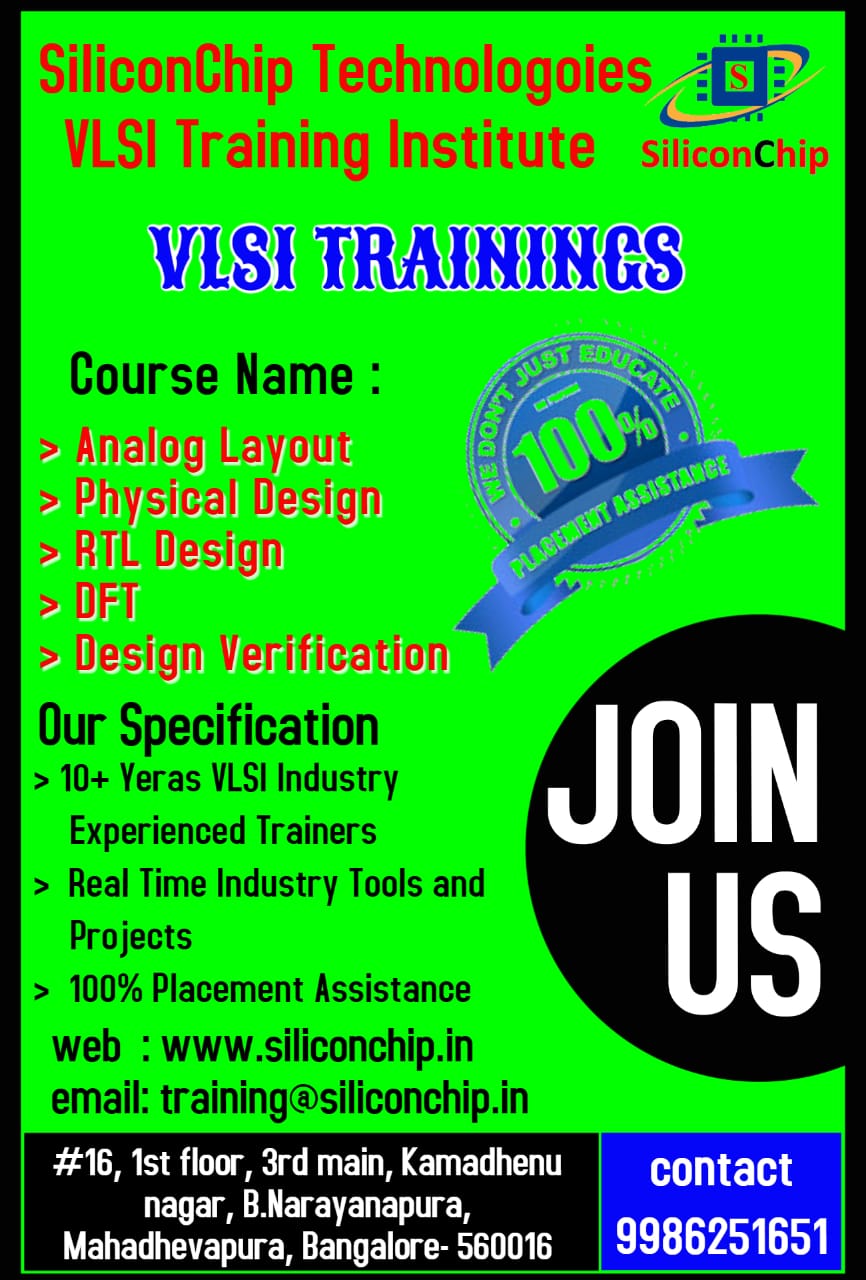 SiliconChip Technologoies
VLSI Training Institute
S
SiliconChip
VLSI TRAININGS
Course Name :
> Analog Layout
> Physical Design
> RTL Design
> DFT
> Design Verification
WE DON'T JUST EDUCATE
100%
PLACEMENT ASSISTANCE
Our Specification
> 10+ Yeras VLSI Industry
Experienced Trainers
> Real Time Industry Tools and
Projects
> 100% Placement Assistance
JOIN
US
web : www.siliconchip.in
email: training@siliconchip.in
#16, 1st floor, 3rd main, Kamadhenu
nagar, B.Narayanapura,
Mahadhevapura, Bangalore- 560016
contact
9986251651